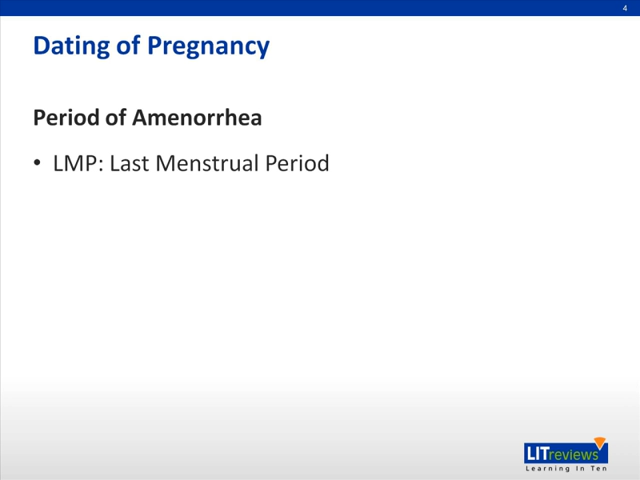 4
Dating of Pregnancy
Period of Amenorrhea
• LMP: Last Menstrual Period
LITreviews
Learning In Ten